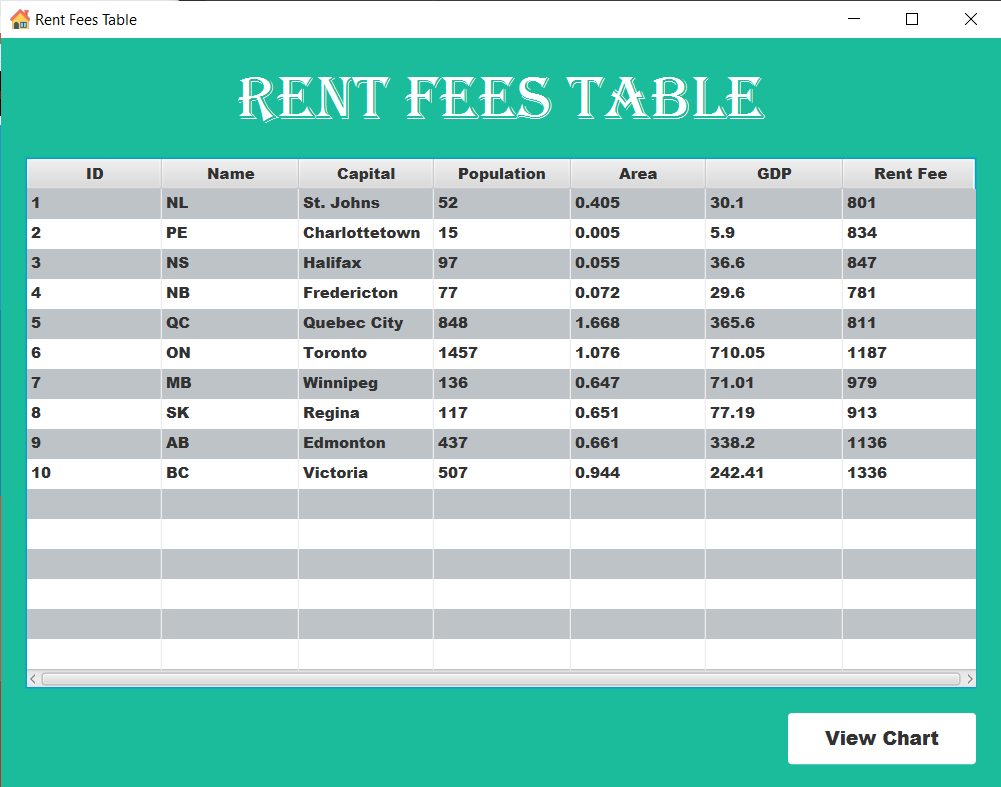 Rent Fees Table
RENT FEES TABLE
ID Name Capital Population Area GDP Rent Fee
1 NL St. Johns 52 0.405 30.1 801
2 PE Charlottetown 15 0.005 5.9 834
3 NS Halifax 97 0.055 36.6 847
4 NB Fredericton 77 0.072 29.6 781
5 QC Quebec City 848 1.668 365.6 811
6 ON Toronto 1457 1.076 710.05 1187
7 MB Winnipeg 136 0.647 71.01 979
8 SK Regina 117 0.651 77.19 913
9 AB Edmonton 437 0.661 338.2 1136
10 BC Victoria 507 0.944 242.41 1336
View Chart